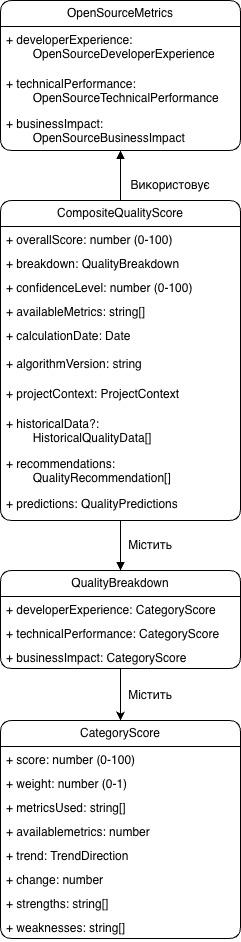 OpenSourceMetrics
+ developerExperience:
OpenSourceDeveloperExperience
+ technicalPerformance:
OpenSourceTechnicalPerformance
+ businessImpact:
OpenSourceBusinessImpact
Використовує
CompositeQualityScore
+ overallScore: number (0-100)
+ breakdown: QualityBreakdown
+ confidenceLevel: number (0-100)
+ availableMetrics: string[]
+ calculationDate: Date
+ algorithmVersion: string
+ projectContext: ProjectContext
+ historicalData?:
HistoricalQualityData[]
+ recommendations:
QualityRecommendation[]
+ predictions: QualityPredictions
Містить
QualityBreakdown
+ developerExperience: CategoryScore
+ technicalPerformance: CategoryScore
+ businessImpact: CategoryScore
Містить
CategoryScore
+ score: number (0-100)
+ weight: number (0-1)
+ metricsUsed: string[]
+ availablemetrics: number
+ trend: TrendDirection
+ change: number
+ strengths: string[]
+ weaknesses: string[]